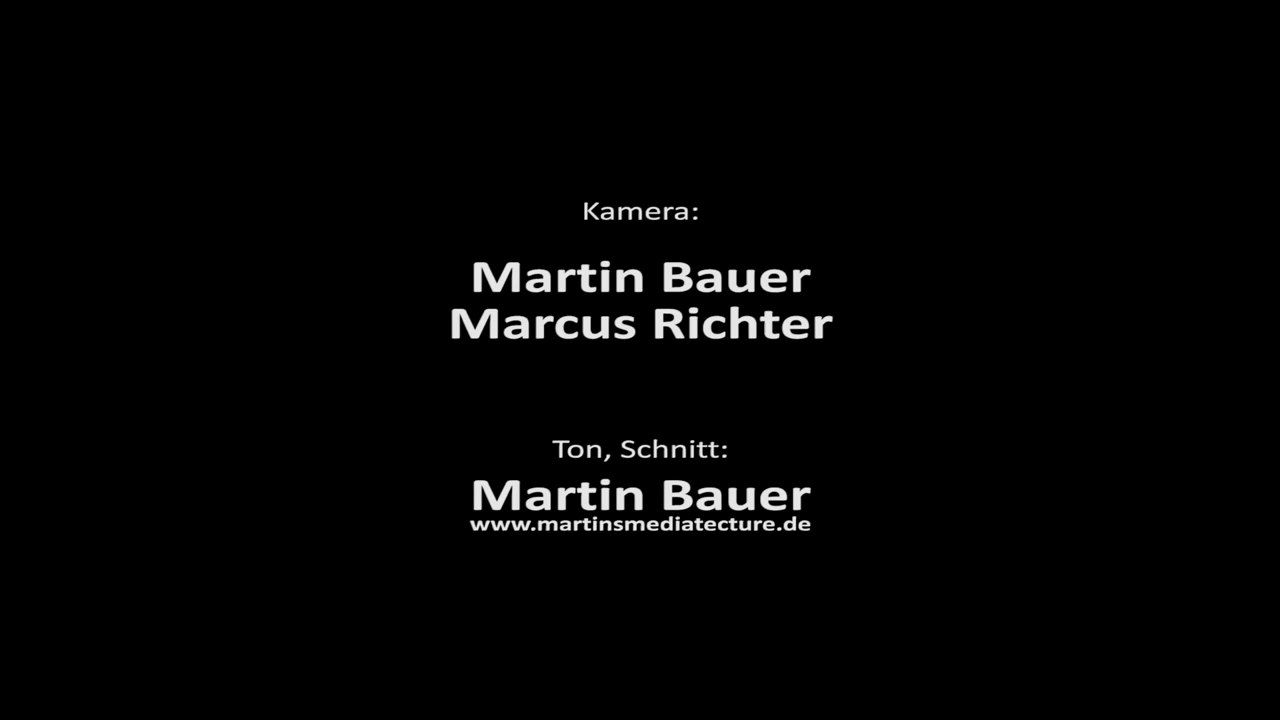 Kamera:
Martin Bauer
Marcus Richter
Ton, Schnitt:
Martin Bauer
www.martinsmediatecture.de